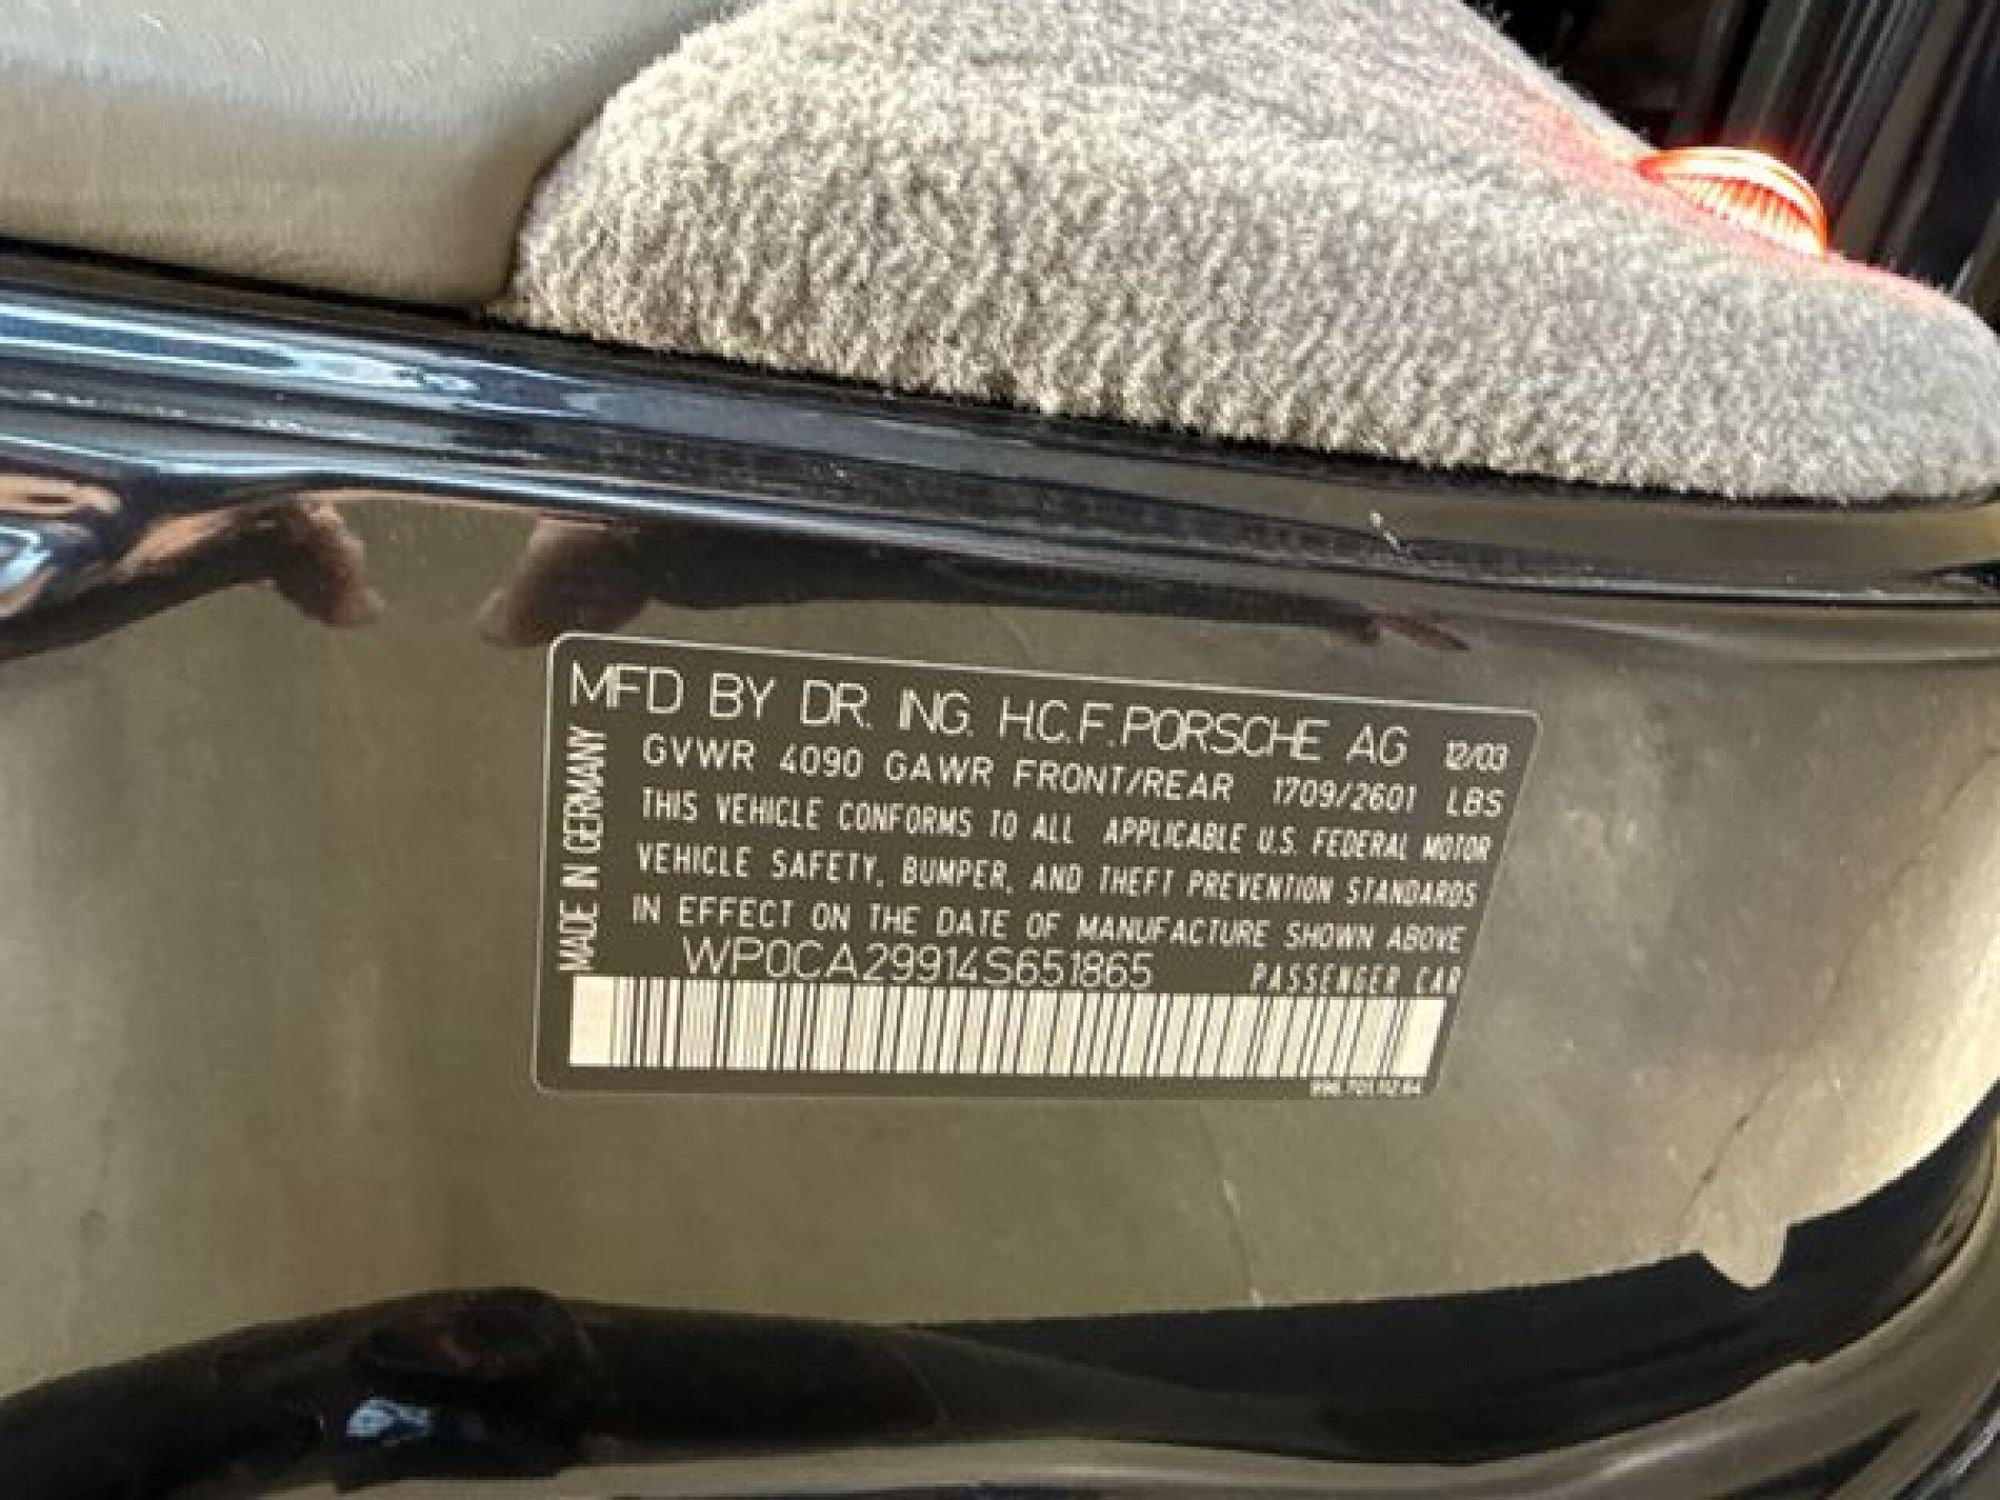 MFD BY DR. ING. H.C.F. PORSCHE AG 12/03
GVWR 4090 GAWR FRONT/REAR 1709/2601 LBS
THIS VEHICLE CONFORMS TO ALL APPLICABLE U.S. FEDERAL MOTOR
VEHICLE SAFETY, BUMPER, AND THEFT PREVENTION STANDARDS
IN EFFECT ON THE DATE OF MANUFACTURE SHOWN ABOVE
WP0CA29914S651865 PASSENGER CAR
MADE IN GERMANY